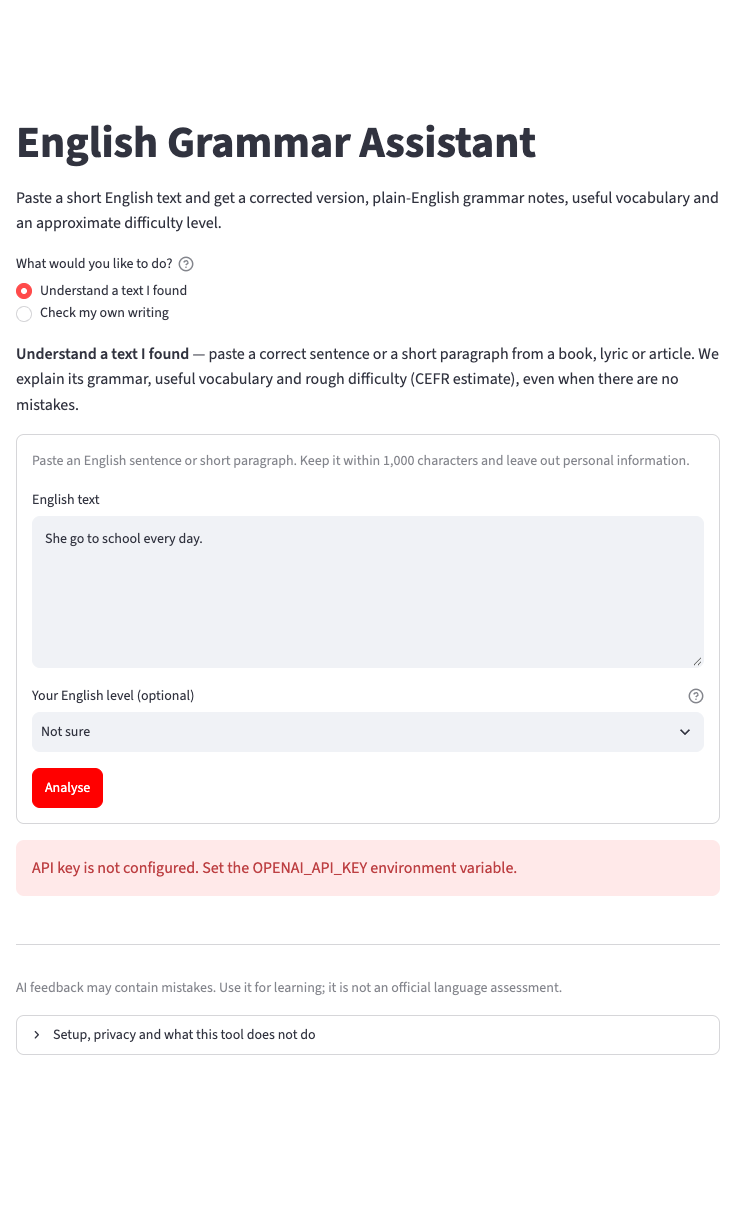 English Grammar Assistant
Paste a short English text and get a corrected version, plain-English grammar notes, useful vocabulary and
an approximate difficulty level.
What would you like to do?
Understand a text I found
Check my own writing
Understand a text I found — paste a correct sentence or a short paragraph from a book, lyric or article. We
explain its grammar, useful vocabulary and rough difficulty (CEFR estimate), even when there are no
mistakes.
Paste an English sentence or short paragraph. Keep it within 1,000 characters and leave out personal information.
English text
She go to school every day.
Your English level (optional)
Not sure
Analyse
API key is not configured. Set the OPENAI_API_KEY environment variable.
AI feedback may contain mistakes. Use it for learning; it is not an official language assessment.
Setup, privacy and what this tool does not do